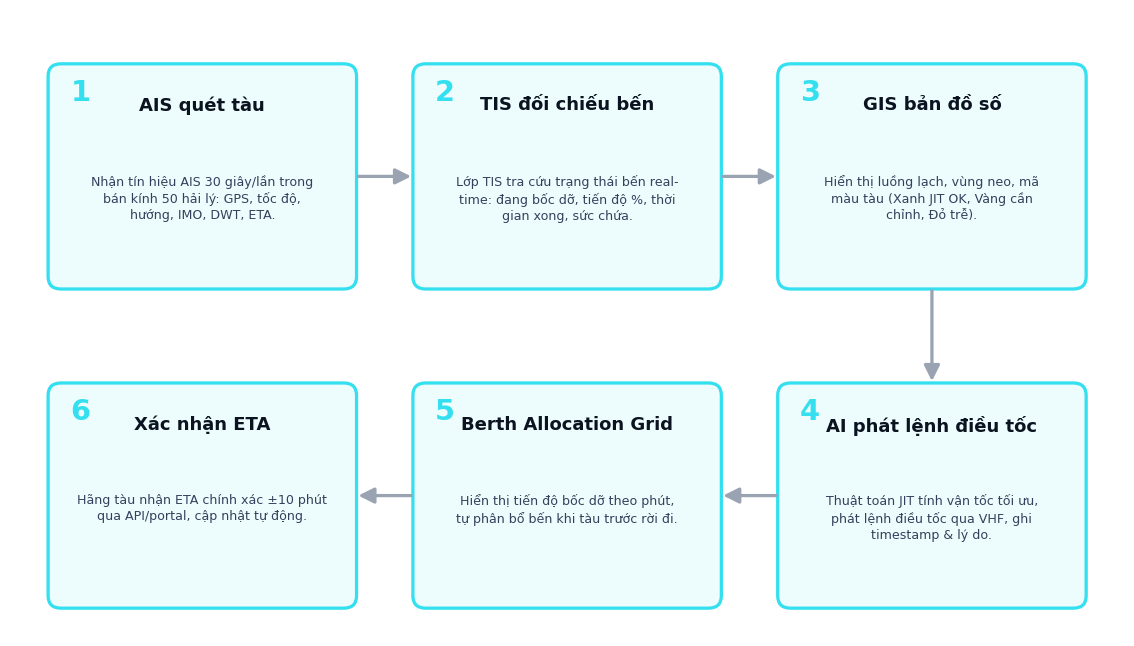 1
AIS quét tàu
Nhận tín hiệu AIS 30 giây/lần trong
bán kính 50 hải lý: GPS, tốc độ,
hướng, IMO, DWT, ETA.
2
TIS đối chiếu bến
Lớp TIS tra cứu trạng thái bến real-
time: đang bốc dỡ, tiến độ %, thời
gian xong, sức chứa.
3
GIS bản đồ số
Hiển thị luồng lạch, vùng neo, mã
màu tàu (Xanh JIT OK, Vàng cần
chỉnh, Đỏ trễ).
4
AI phát lệnh điều tốc
Thuật toán JIT tính vận tốc tối ưu,
phát lệnh điều tốc qua VHF, ghi
timestamp & lý do.
5
Berth Allocation Grid
Hiển thị tiến độ bốc dỡ theo phút,
tự phân bổ bến khi tàu trước rời đi.
6
Xác nhận ETA
Hãng tàu nhận ETA chính xác ±10 phút
qua API/portal, cập nhật tự động.